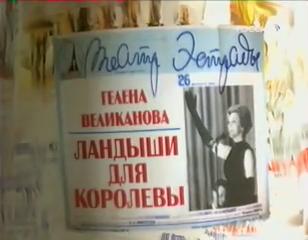 Театр Эстрады
26
ГЕЛЕНА
ВЕЛИКАНОВА
ЛАНДЫШИ
ДЛЯ
КОРОЛЕВЫ